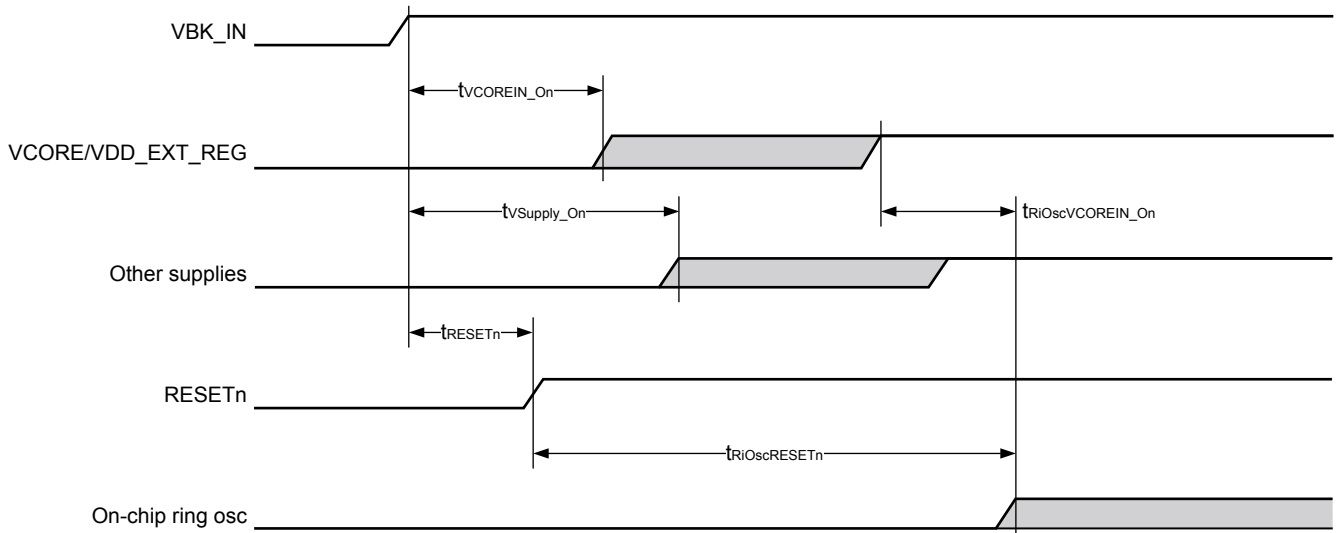 VBK_IN
tVCOREIN_On
VCORE/VDD_EXT_REG
tVSupply_On
tRiOscVCOREIN_On
Other supplies
tRESETn
RESETn
tRiOscRESETn
On-chip ring osc